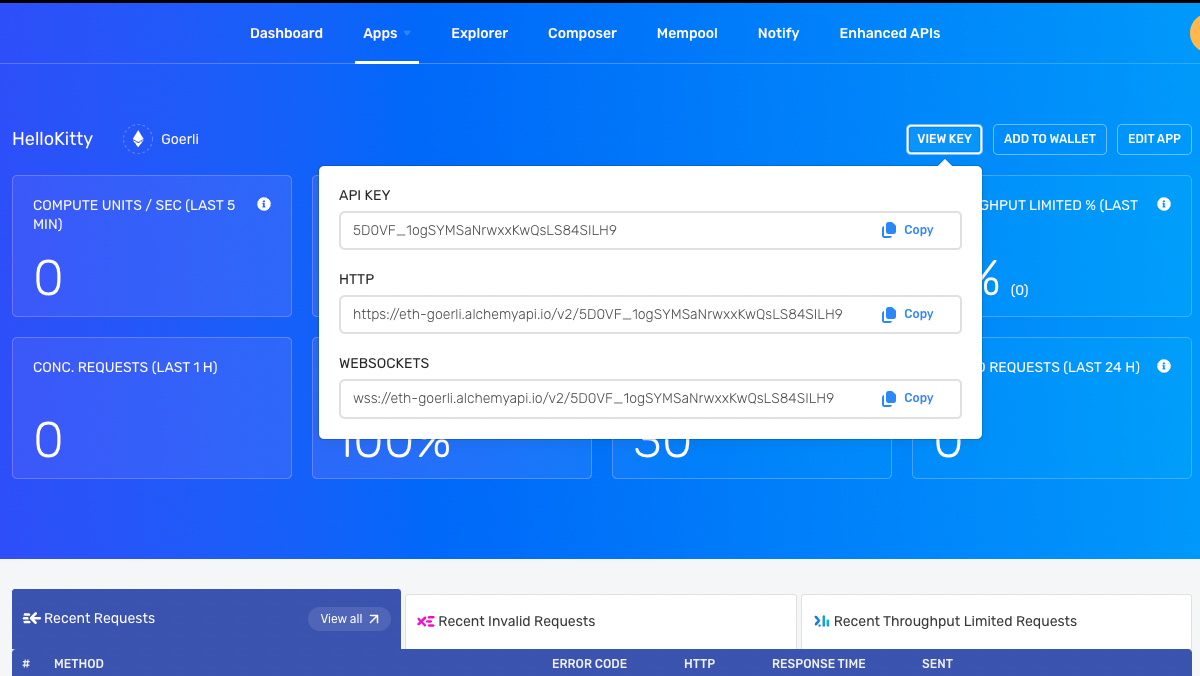 Dashboard Apps Explorer Composer Mempool Notify Enhanced APIs
HelloKitty Goerli VIEW KEY ADD TO WALLET EDIT APP
COMPUTE UNITS / SEC (LAST 5
MIN)
0
API KEY
5D0VF_1ogSYMSaNrwxxKwQsLS84SILH9 Copy
HTTP
https://eth-goerli.alchemyapi.io/v2/5D0VF_1ogSYMSaNrwxxKwQsLS84SILH9 Copy
WEBSOCKETS
wss://eth-goerli.alchemyapi.io/v2/5D0VF_1ogSYMSaNrwxxKwQsLS84SILH9 Copy
% (LAST
% (0)
CONC. REQUESTS (LAST 1 H)
0
100%
30
REQUESTS (LAST 24 H)
0
Recent Requests View all
Recent Invalid Requests
Recent Throughput Limited Requests
# METHOD ERROR CODE HTTP RESPONSE TIME SENT